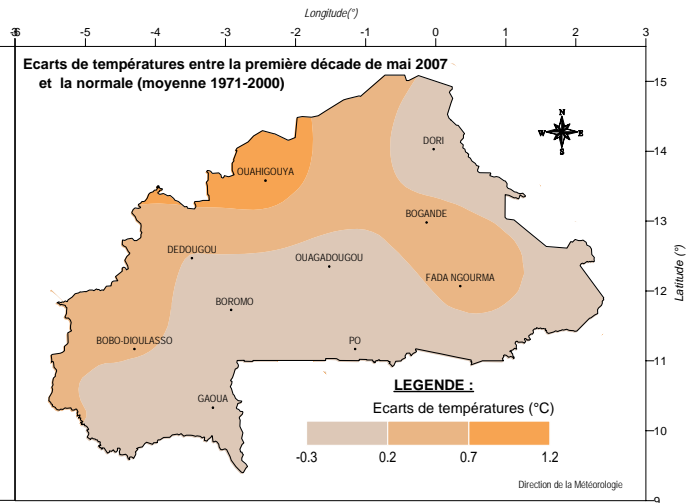 Longitude(°)
-6 -5 -4 -3 -2 -1 0 1 2 3
Ecarts de températures entre la première décade de mai 2007
et la normale (moyenne 1971-2000)
N
W E
S
15
DORI
14
OUAHIGOUYA
13
BOGANDE
DEDOUGOU
OUAGADOUGOU
FADA NGOURMA
12
Latitude (°)
BOROMO
BOBO-DIOULASSO
PO
11
LEGENDE :
GAOUA
Ecarts de températures (°C)
10
-0.3 0.2 0.7 1.2
Direction de la Météorologie
9